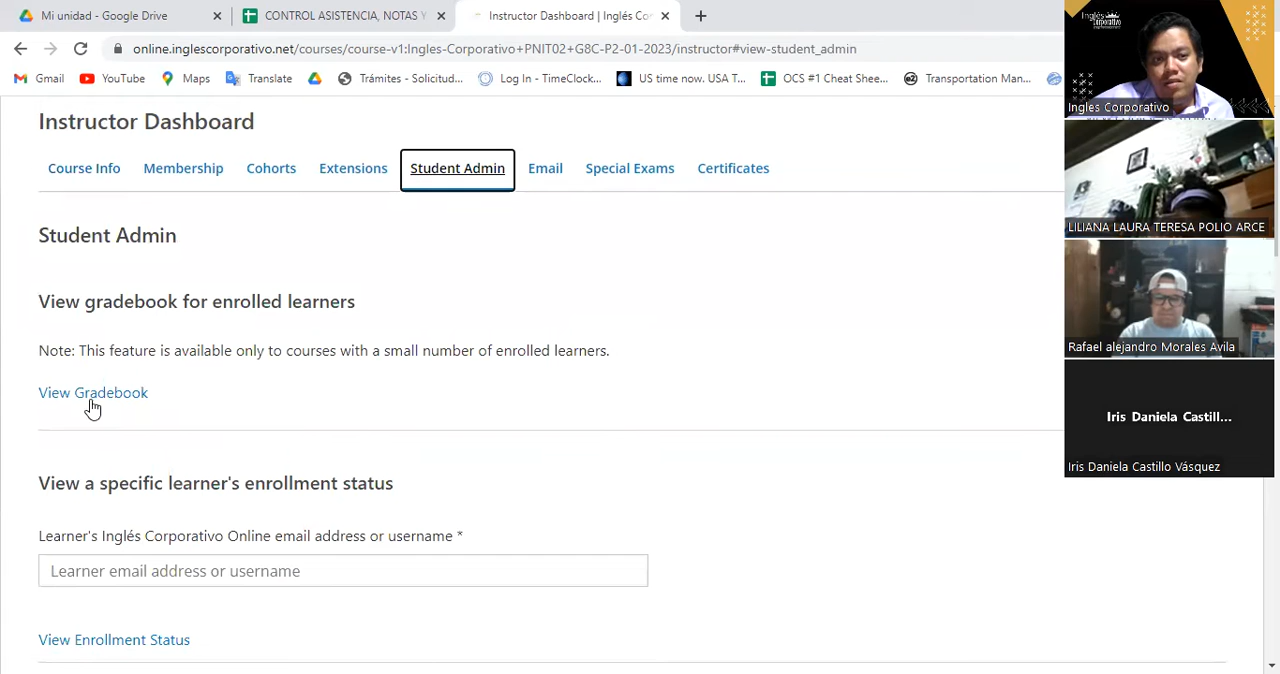 Mi unidad - Google Drive
CONTROL ASISTENCIA, NOTAS Y
Instructor Dashboard | Inglés Co
online.inglescorporativo.net/courses/course-v1:Ingles-Corporativo+PNIT02+G8C-P2-01-2023/instructor#view-student_admin
Gmail
YouTube
Maps
Translate
Trámites - Solicitud...
Log In - TimeClock...
US time now. USA T...
OCS #1 Cheat Shee...
Transportation Man...
Instructor Dashboard
Course Info
Membership
Cohorts
Extensions
Student Admin
Email
Special Exams
Certificates
Student Admin
View gradebook for enrolled learners
Note: This feature is available only to courses with a small number of enrolled learners.
View Gradebook
View a specific learner's enrollment status
Learner's Inglés Corporativo Online email address or username *
Learner email address or username
View Enrollment Status
Inglés
Corporativo
Ingles Corporativo
LILIANA LAURA TERESA POLIO ARCE
Rafael alejandro Morales Avila
Iris Daniela Castill...
Iris Daniela Castillo Vásquez